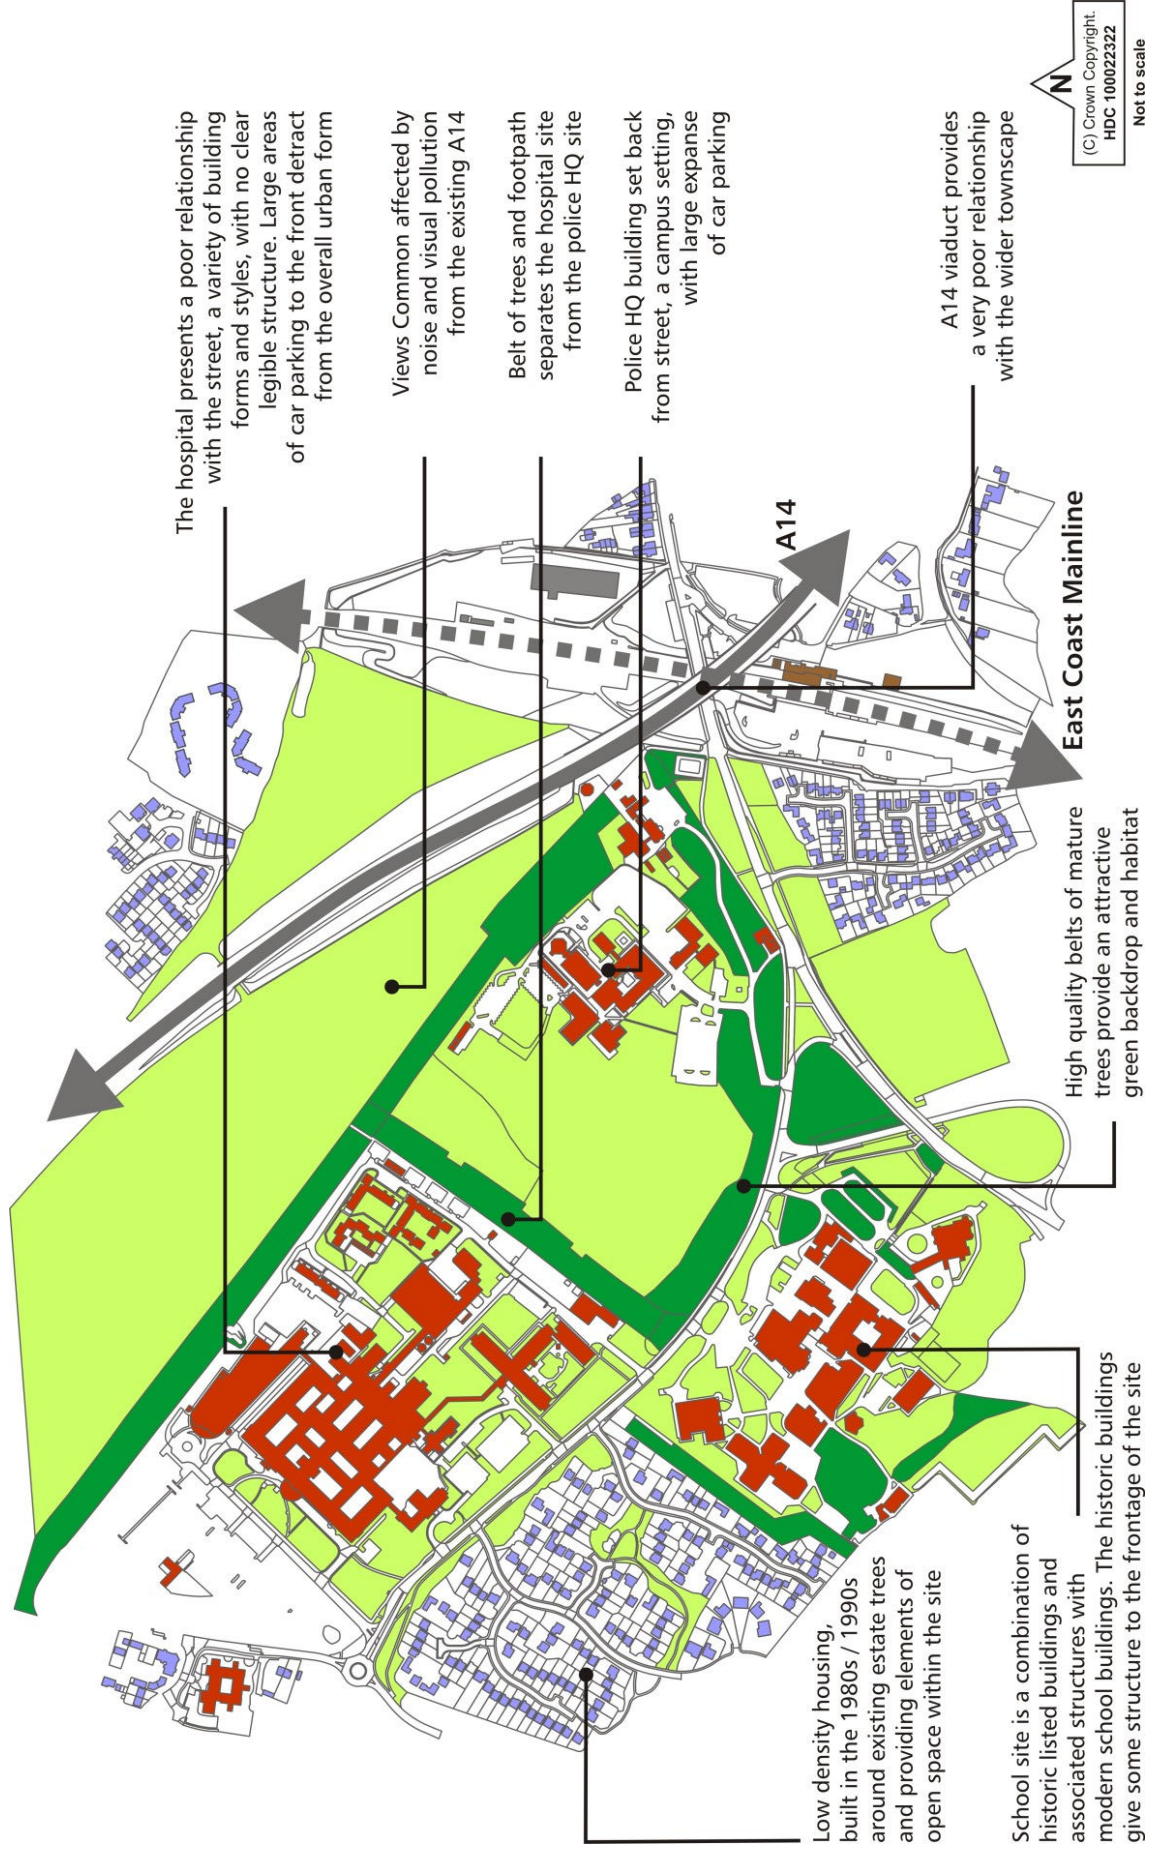 The hospital presents a poor relationship
with the street, a variety of building
forms and styles, with no clear
legible structure. Large areas
of car parking to the front detract
from the overall urban form
Views Common affected by
noise and visual pollution
from the existing A14
Belt of trees and footpath
separates the hospital site
from the police HQ site
Police HQ building set back
from street, a campus setting,
with large expanse
of car parking
A14 viaduct provides
a very poor relationship
with the wider townscape
A14
East Coast Mainline
High quality belts of mature
trees provide an attractive
green backdrop and habitat
Low density housing,
built in the 1980s / 1990s
around existing estate trees
and providing elements of
open space within the site
School site is a combination of
historic listed buildings and
associated structures with
modern school buildings. The historic buildings
give some structure to the frontage of the site
N
(C) Crown Copyright.
HDC 100022322
Not to scale